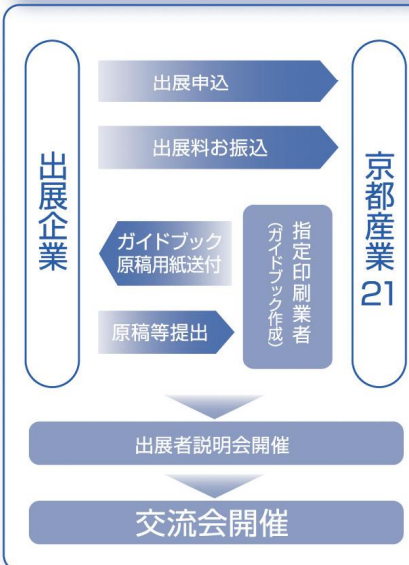 出展企業
出展申込
出展料お振込
ガイドブック
原稿用紙送付
原稿等提出
指定印刷業者
(ガイドブック作成)
京都産業21
出展者説明会開催
交流会開催